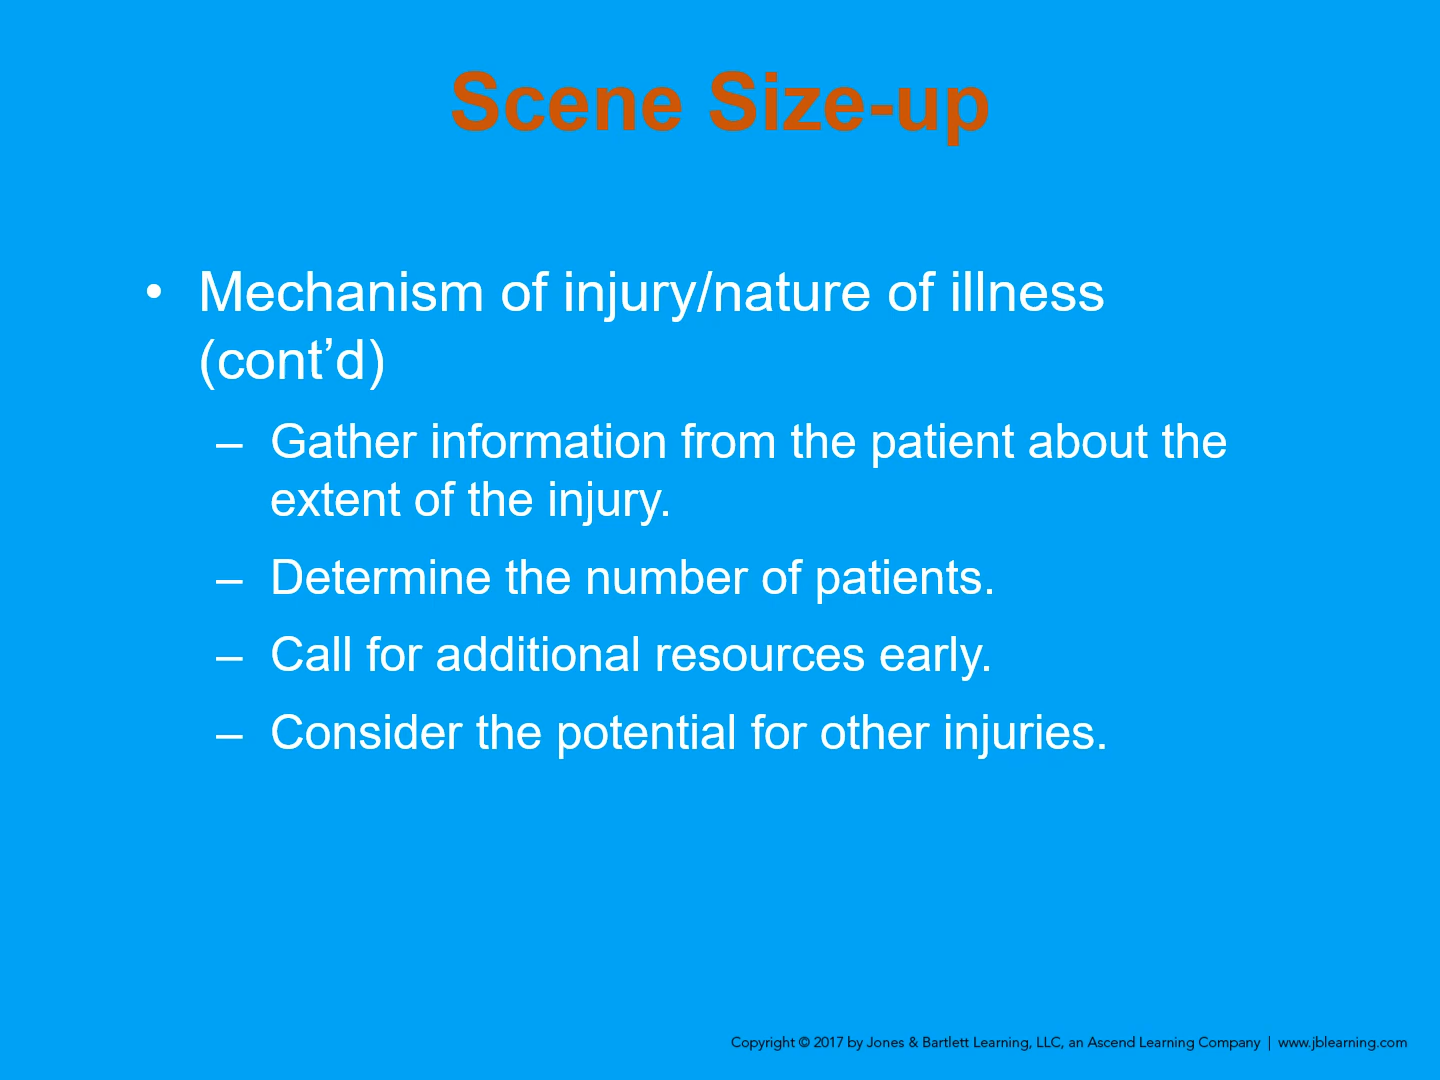 Scene Size-up
• Mechanism of injury/nature of illness
(cont’d)
– Gather information from the patient about the
extent of the injury.
– Determine the number of patients.
– Call for additional resources early.
– Consider the potential for other injuries.
Copyright © 2017 by Jones & Bartlett Learning, LLC, an Ascend Learning Company | www.jblearning.com